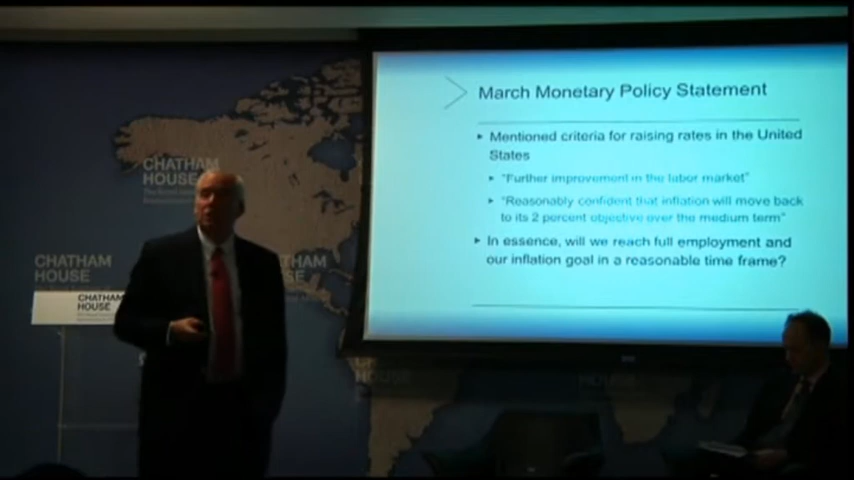 March Monetary Policy Statement
Mentioned criteria for raising rates in the United
States
"Further improvement in the labor market"
"Reasonably confident that inflation will move back
to its 2 percent objective over the medium term"
In essence, will we reach full employment and
our inflation goal in a reasonable time frame?
CHATHAM
HOUSE
CHATHAM
HOUSE
CHATHAM
HOUSE